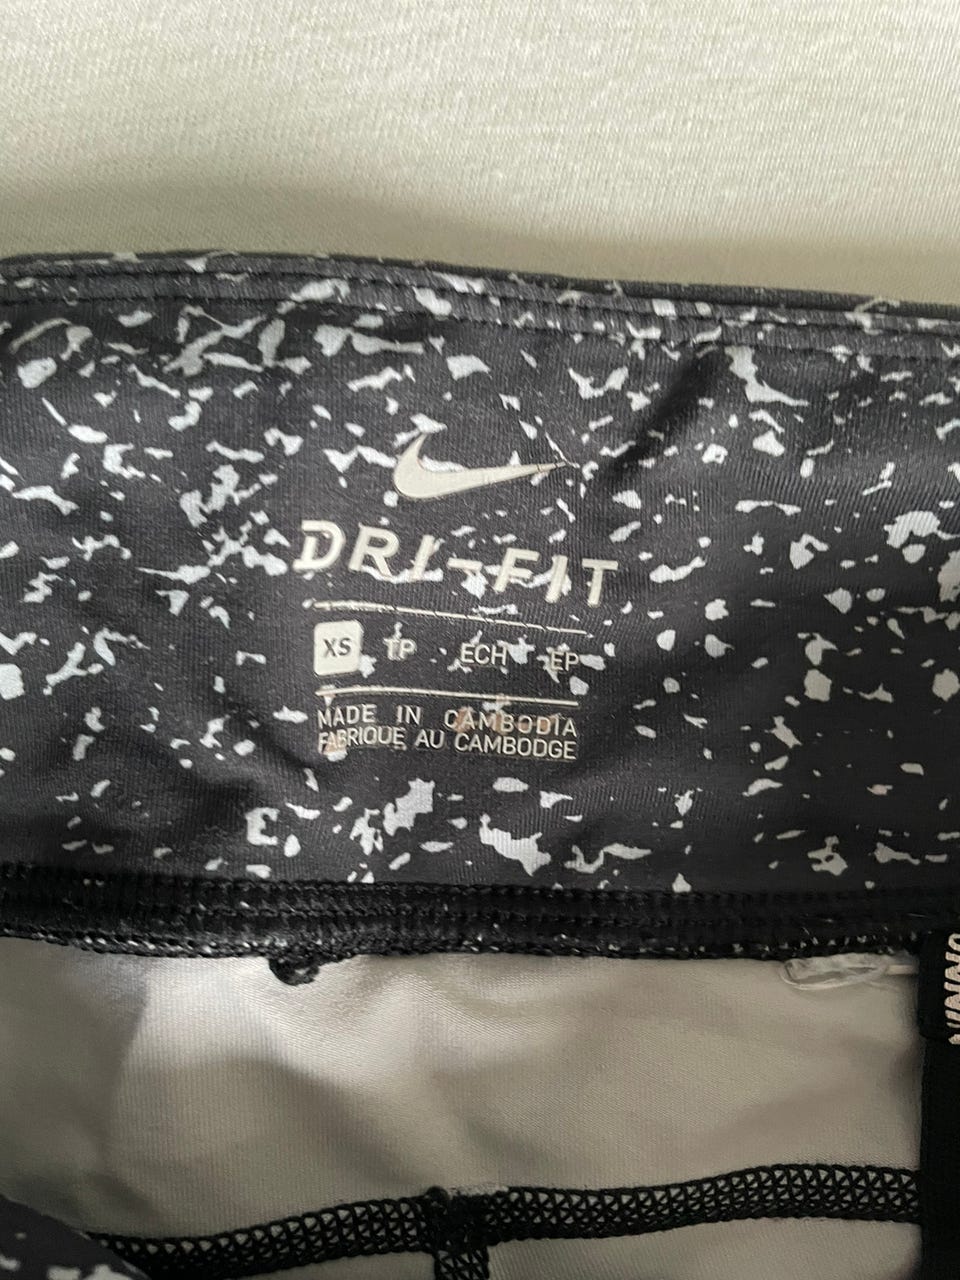 DRI-FIT
XS TP ECH EP
MADE IN CAMBODIA
FABRIQUE AU CAMBODGE